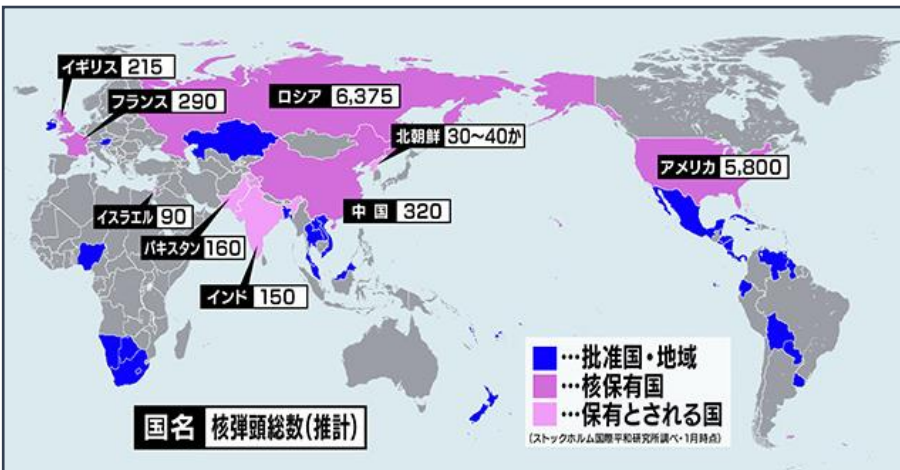 イギリス 215
フランス 290
ロシア 6,375
北朝鮮 30~40か
アメリカ 5,800
イスラエル 90
中国 320
パキスタン 160
インド 150
…批准国・地域
…核保有国
…保有とされる国
(ストックホルム国際平和研究所調べ・1月時点)
国名 核弾頭総数(推計)